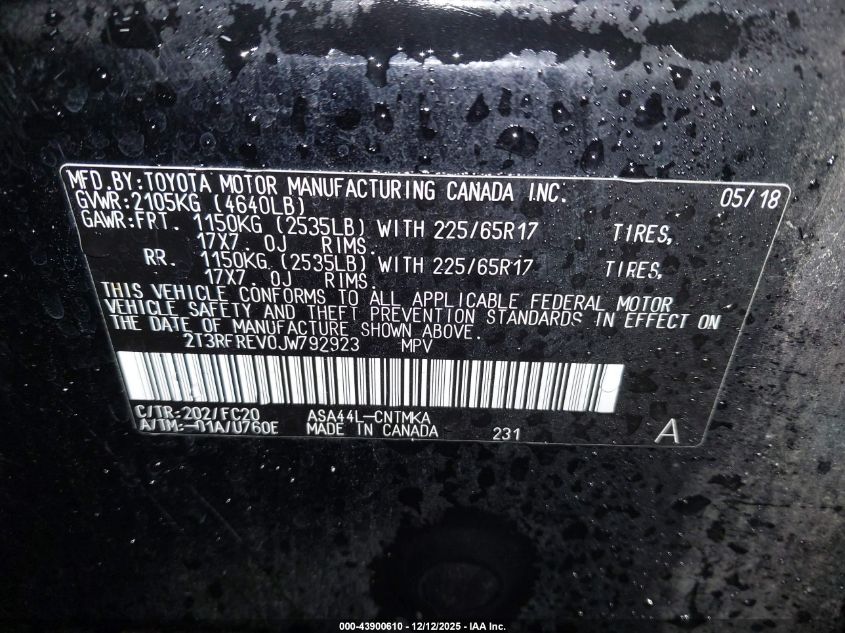 MFD.BY:TOYOTA MOTOR MANUFACTURING CANADA INC. 05/18
GVWR:2105KG (4640LB)
GAWR:FRT. 1150KG (2535LB) WITH 225/65R17 TIRES,
17X7. 0J RIMS.
RR. 1150KG (2535LB) WITH 225/65R17 TIRES,
17X7. 0J RIMS.
THIS VEHICLE CONFORMS TO ALL APPLICABLE FEDERAL MOTOR
VEHICLE SAFETY AND THEFT PREVENTION STANDARDS IN EFFECT ON
THE DATE OF MANUFACTURE SHOWN ABOVE.
2T3RFREV0JW792923 MPV
C/TR:202/FC20 ASA44L-CNTMKA
A/TM:-01A/U760E MADE IN CANADA 231 A
000-43900610 - 12/12/2025 - IAA Inc.